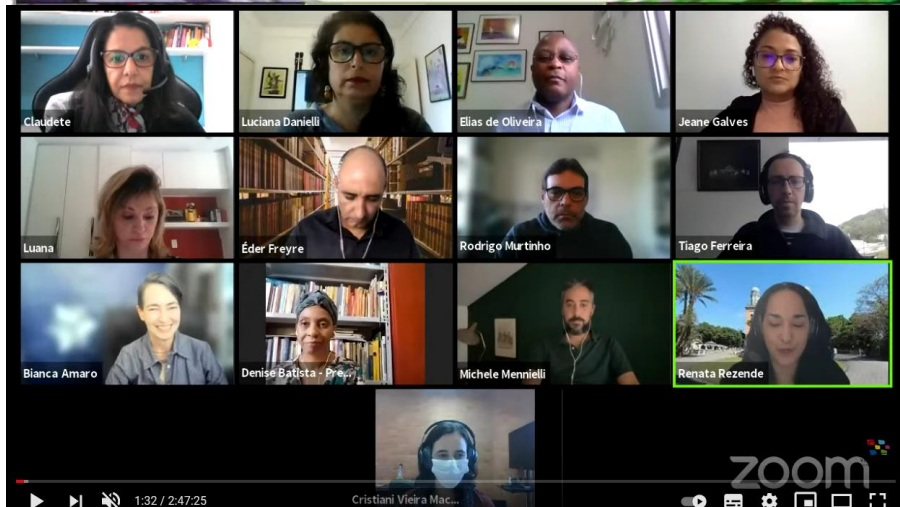 Claudete
Luciana Danielli
Elias de Oliveira
Jeane Galves
Luana
Éder Freyre
Rodrigo Murtinho
Tiago Ferreira
Bianca Amaro
Denise Batista - Pre...
Michele Mennielli
Renata Rezende
zoom
1:32 / 2:47:25
Cristiani Vieira Mac...